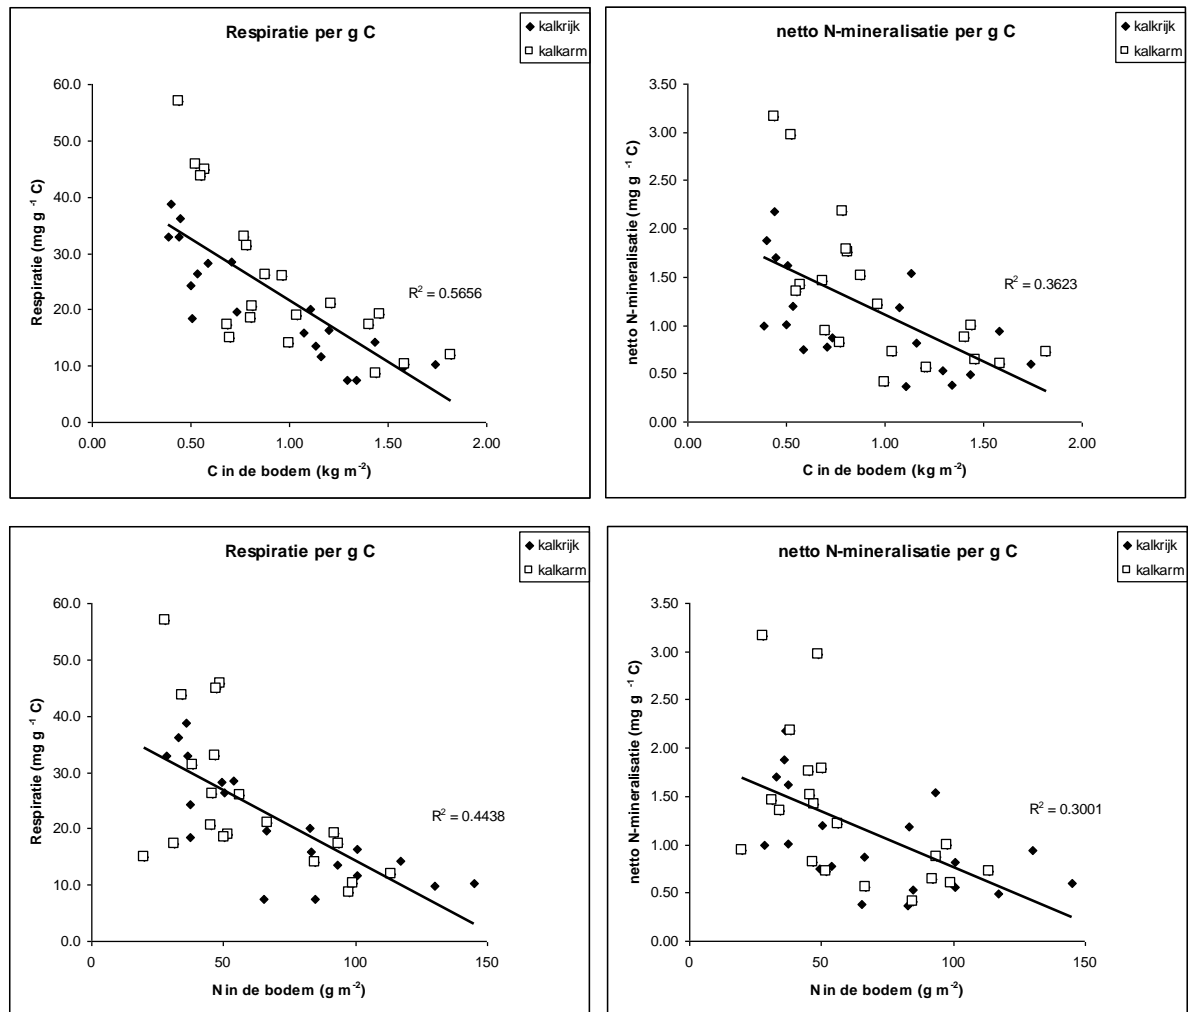 Respiratie per g C
kalkrijk
kalkarm
60.0
50.0
40.0
30.0
20.0
10.0
0.0
Respiratie (mg g ⁻¹ C)
R² = 0.5656
0.00 0.50 1.00 1.50 2.00
C in de bodem (kg m⁻²)
netto N-mineralisatie per g C
kalkrijk
kalkarm
3.50
3.00
2.50
2.00
1.50
1.00
0.50
0.00
netto N-mineralisatie (mg g ⁻¹ C)
R² = 0.3623
0.00 0.50 1.00 1.50 2.00
C in de bodem (kg m⁻²)
Respiratie per g C
kalkrijk
kalkarm
60.0
50.0
40.0
30.0
20.0
10.0
0.0
Respiratie (mg g ⁻¹ C)
R² = 0.4438
0 50 100 150
N in de bodem (g m⁻²)
netto N-mineralisatie per g C
kalkrijk
kalkarm
3.50
3.00
2.50
2.00
1.50
1.00
0.50
0.00
netto N-mineralisatie (mg g ⁻¹ C)
R² = 0.3001
0 50 100 150
N in de bodem (g m⁻²)